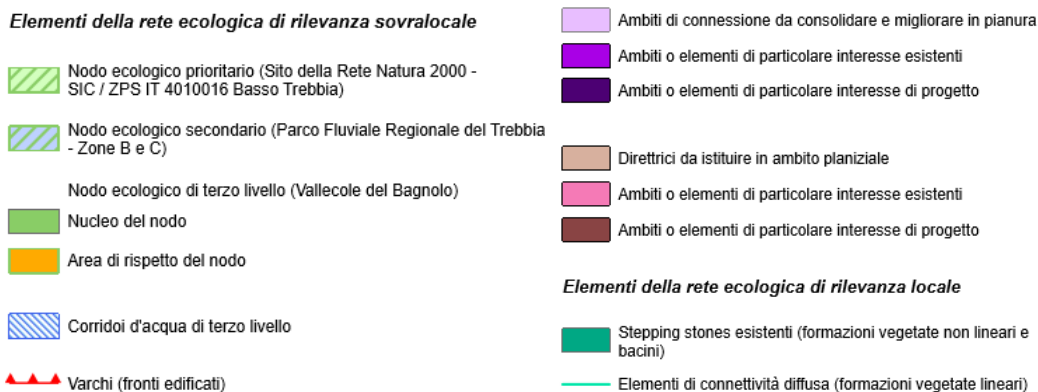 Elementi della rete ecologica di rilevanza sovralocale
Nodo ecologico prioritario (Sito della Rete Natura 2000 -
SIC / ZPS IT 4010016 Basso Trebbia)
Nodo ecologico secondario (Parco Fluviale Regionale del Trebbia
- Zone B e C)
Nodo ecologico di terzo livello (Vallecole del Bagnolo)
Nucleo del nodo
Area di rispetto del nodo
Corridoi d'acqua di terzo livello
Varchi (fronti edificati)
Ambiti di connessione da consolidare e migliorare in pianura
Ambiti o elementi di particolare interesse esistenti
Ambiti o elementi di particolare interesse di progetto
Direttrici da istituire in ambito planiziale
Ambiti o elementi di particolare interesse esistenti
Ambiti o elementi di particolare interesse di progetto
Elementi della rete ecologica di rilevanza locale
Stepping stones esistenti (formazioni vegetate non lineari e
bacini)
Elementi di connettività diffusa (formazioni vegetate lineari)